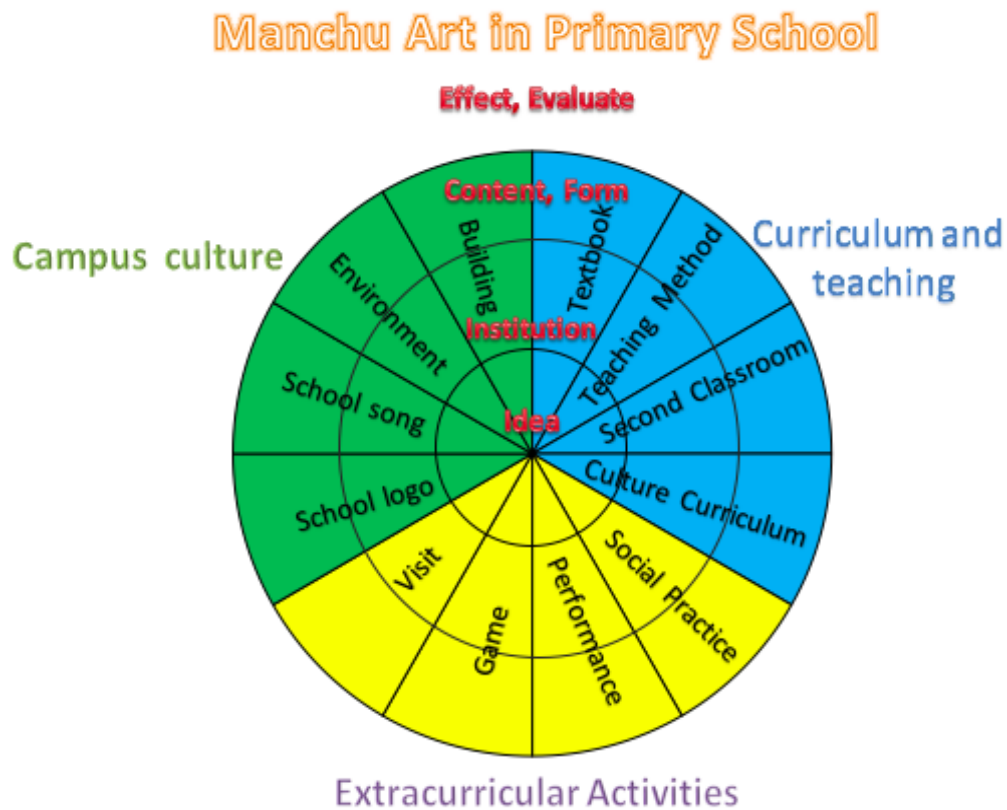 Manchu Art in Primary School
Effect, Evaluate
Content, Form
Institution
Idea
Campus culture
Building
Environment
School song
School logo
Curriculum and
teaching
Textbook
Teaching Method
Second Classroom
Culture Curriculum
Visit
Game
Performance
Social Practice
Extracurricular Activities